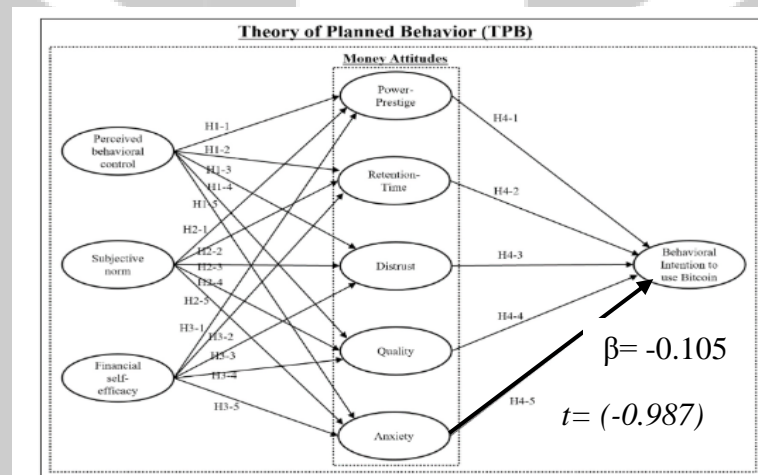 Theory of Planned Behavior (TPB)
Money Attitudes
Power-
Prestige
H1-1
H4-1
Perceived
behavioral
control
H1-2
H1-3
H1-4
H1-5
Retention-
Time
H4-2
H2-1
Subjective
norm
H2-2
H2-3
H2-4
H2-5
Distrust
H4-3
Behavioral
Intention to
use Bitcoin
H3-1
H3-2
H3-3
H3-4
H3-5
Financial
self-
efficacy
Quality
H4-4
β= -0.105
H4-5
t= (-0.987)
Anxiety